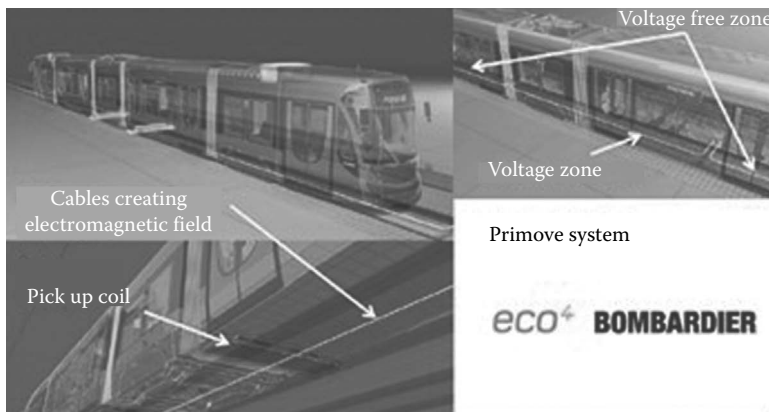 Voltage free zone
Voltage zone
Cables creating
electromagnetic field
Pick up coil
Primove system
eco4 BOMBARDIER